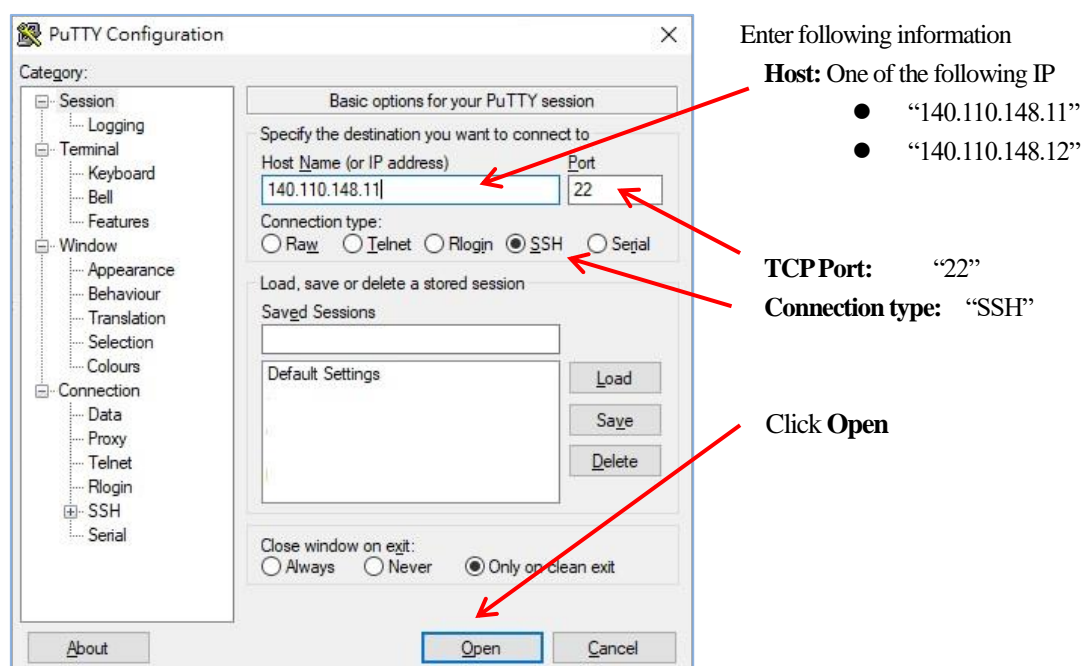 PuTTY Configuration
Category:
Session
Logging
Terminal
Keyboard
Bell
Features
Window
Appearance
Behaviour
Translation
Selection
Colours
Connection
Data
Proxy
Telnet
Rlogin
SSH
Serial
Basic options for your PuTTY session
Specify the destination you want to connect to
Host Name (or IP address) Port
140.110.148.11 22
Connection type:
Raw Telnet Rlogin SSH Serial
Load, save or delete a stored session
Saved Sessions
Default Settings
Load
Save
Delete
Close window on exit:
Always Never Only on clean exit
About Open Cancel
Enter following information
Host: One of the following IP
● “140.110.148.11”
● “140.110.148.12”
TCP Port: “22”
Connection type: “SSH”
Click Open